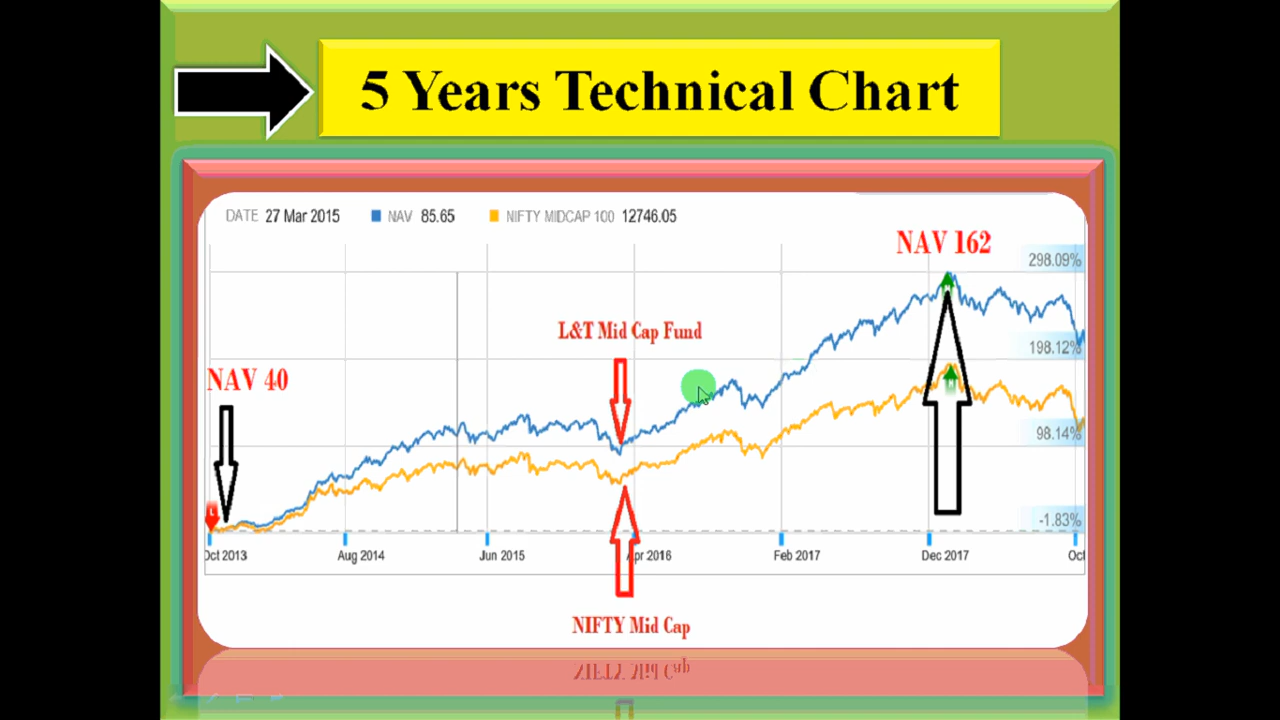 5 Years Technical Chart
DATE 27 Mar 2015 NAV 85.65 NIFTY MIDCAP 100 12746.05
NAV 162
298.09%
L&T Mid Cap Fund
198.12%
NAV 40
98.14%
-1.83%
Oct 2013 Aug 2014 Jun 2015 Apr 2016 Feb 2017 Dec 2017 Oct
NIFTY Mid Cap